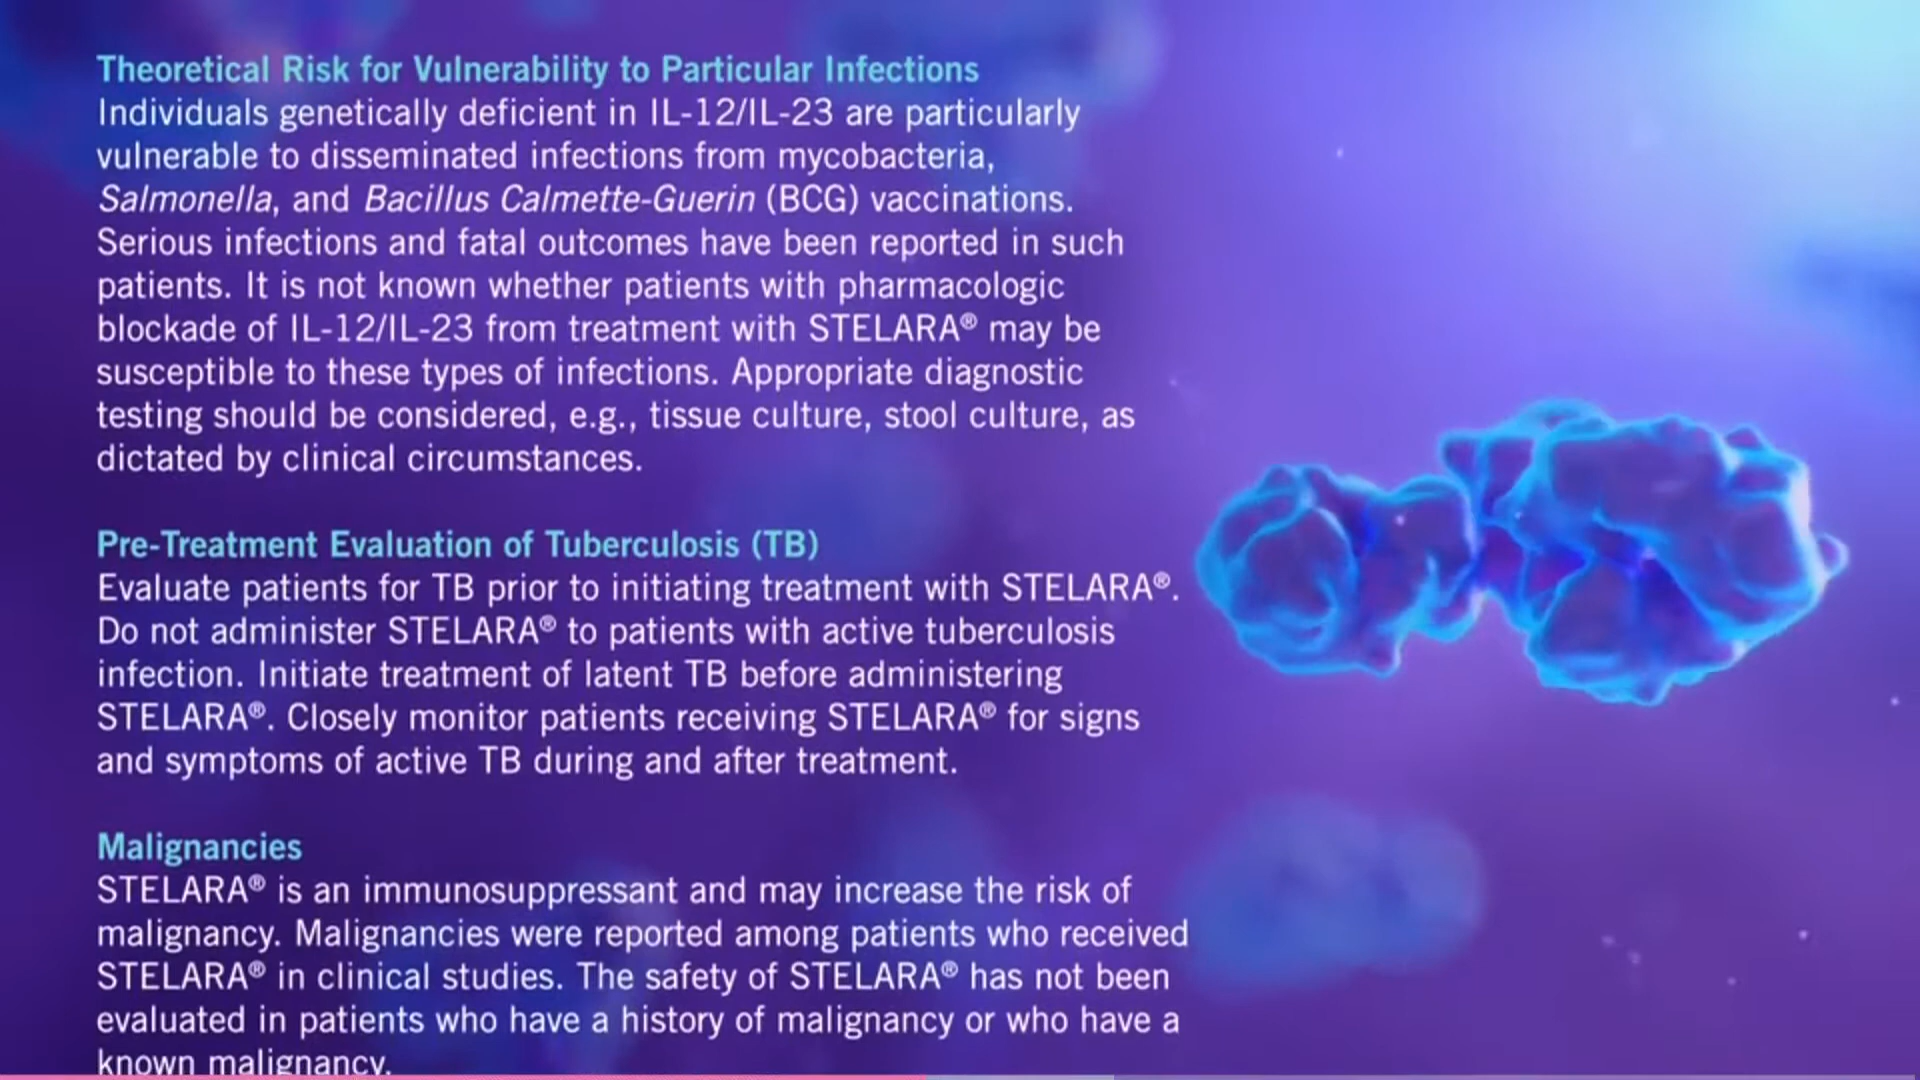 Theoretical Risk for Vulnerability to Particular Infections
Individuals genetically deficient in IL-12/IL-23 are particularly
vulnerable to disseminated infections from mycobacteria,
Salmonella, and Bacillus Calmette-Guerin (BCG) vaccinations.
Serious infections and fatal outcomes have been reported in such
patients. It is not known whether patients with pharmacologic
blockade of IL-12/IL-23 from treatment with STELARA® may be
susceptible to these types of infections. Appropriate diagnostic
testing should be considered, e.g., tissue culture, stool culture, as
dictated by clinical circumstances.
Pre-Treatment Evaluation of Tuberculosis (TB)
Evaluate patients for TB prior to initiating treatment with STELARA®.
Do not administer STELARA® to patients with active tuberculosis
infection. Initiate treatment of latent TB before administering
STELARA®. Closely monitor patients receiving STELARA® for signs
and symptoms of active TB during and after treatment.
Malignancies
STELARA® is an immunosuppressant and may increase the risk of
malignancy. Malignancies were reported among patients who received
STELARA® in clinical studies. The safety of STELARA® has not been
evaluated in patients who have a history of malignancy or who have a
known malignancy.